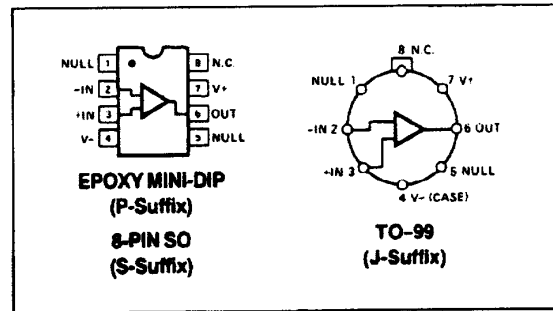 NULL 1
8 N.C.
-IN 2
7 V+
+IN 3
6 OUT
V- 4
5 NULL
EPOXY MINI-DIP
(P-Suffix)
8-PIN SO
(S-Suffix)
8 N.C.
NULL 1
7 V+
-IN 2
6 OUT
+IN 3
5 NULL
4 V- (CASE)
TO-99
(J-Suffix)